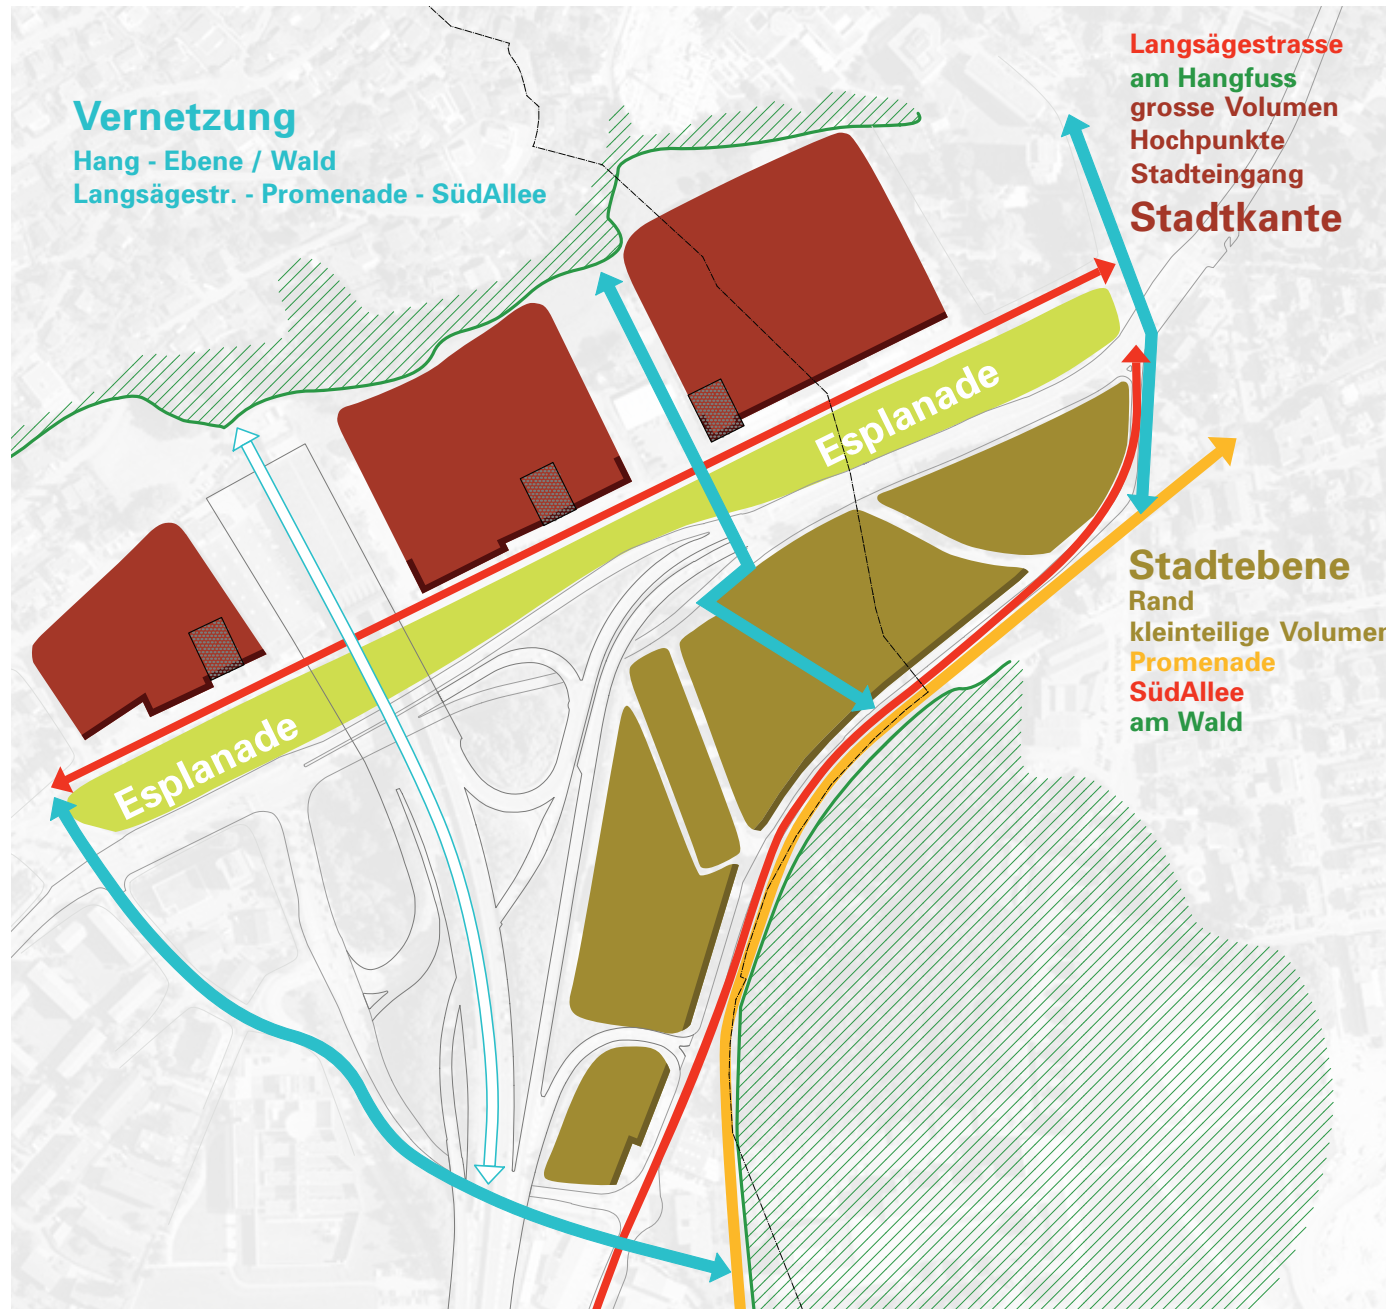 Vernetzung
Hang - Ebene / Wald
Langsägestr. - Promenade - SüdAllee
Langsägestrasse
am Hangfuss
grosse Volumen
Hochpunkte
Stadteingang
Stadtkante
Esplanade
Esplanade
Stadtebene
Rand
kleinteilige Volumen
Promenade
SüdAllee
am Wald